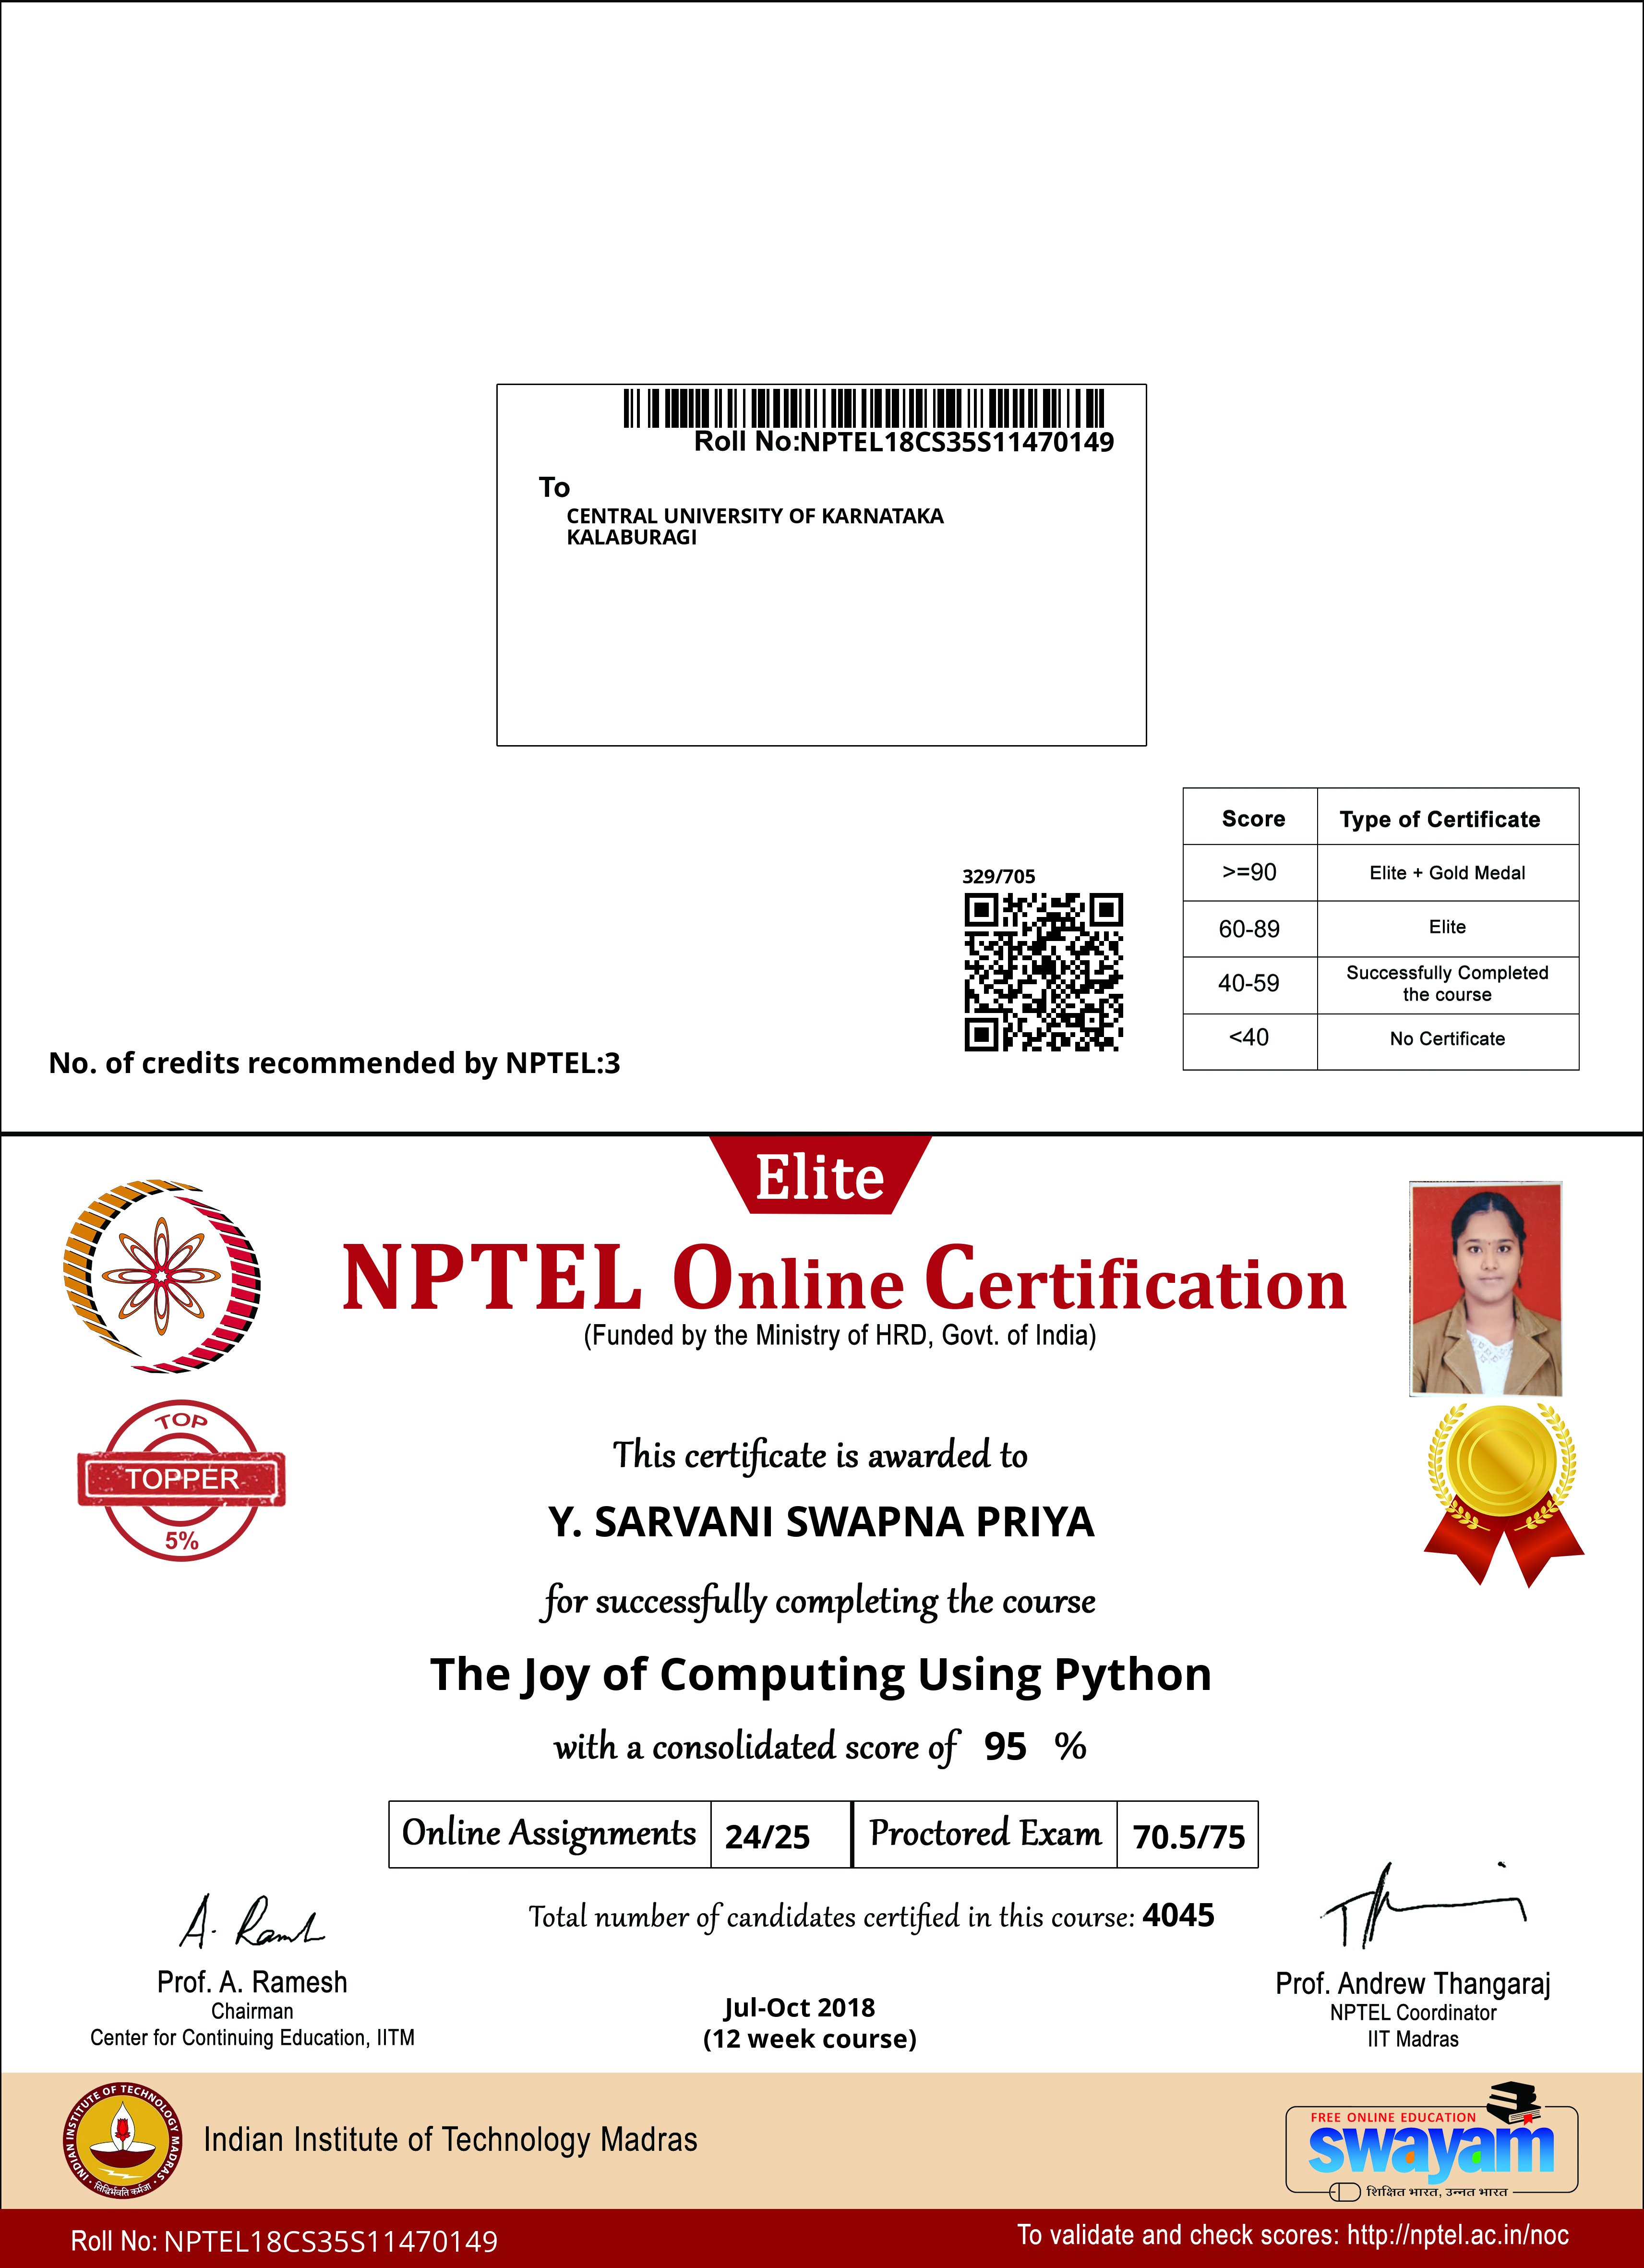 Roll No:NPTEL18CS35S11470149
To
CENTRAL UNIVERSITY OF KARNATAKA
KALABURAGI
Score Type of Certificate
>=90 Elite + Gold Medal
60-89 Elite
40-59 Successfully Completed the course
<40 No Certificate
329/705
No. of credits recommended by NPTEL:3
Elite
NPTEL Online Certification
(Funded by the Ministry of HRD, Govt. of India)
TOP
TOPPER
5%
This certificate is awarded to
Y. SARVANI SWAPNA PRIYA
for successfully completing the course
The Joy of Computing Using Python
with a consolidated score of 95 %
Online Assignments 24/25 Proctored Exam 70.5/75
Total number of candidates certified in this course: 4045
A. Ramesh
Prof. A. Ramesh
Chairman
Center for Continuing Education, IITM
Jul-Oct 2018
(12 week course)
Prof. Andrew Thangaraj
NPTEL Coordinator
IIT Madras
INDIAN INSTITUTE OF TECHNOLOGY MADRAS
सिद्धिर्भवति कर्मजा
Indian Institute of Technology Madras
FREE ONLINE EDUCATION
swayam
शिक्षित भारत, उन्नत भारत
Roll No: NPTEL18CS35S11470149
To validate and check scores: http://nptel.ac.in/noc